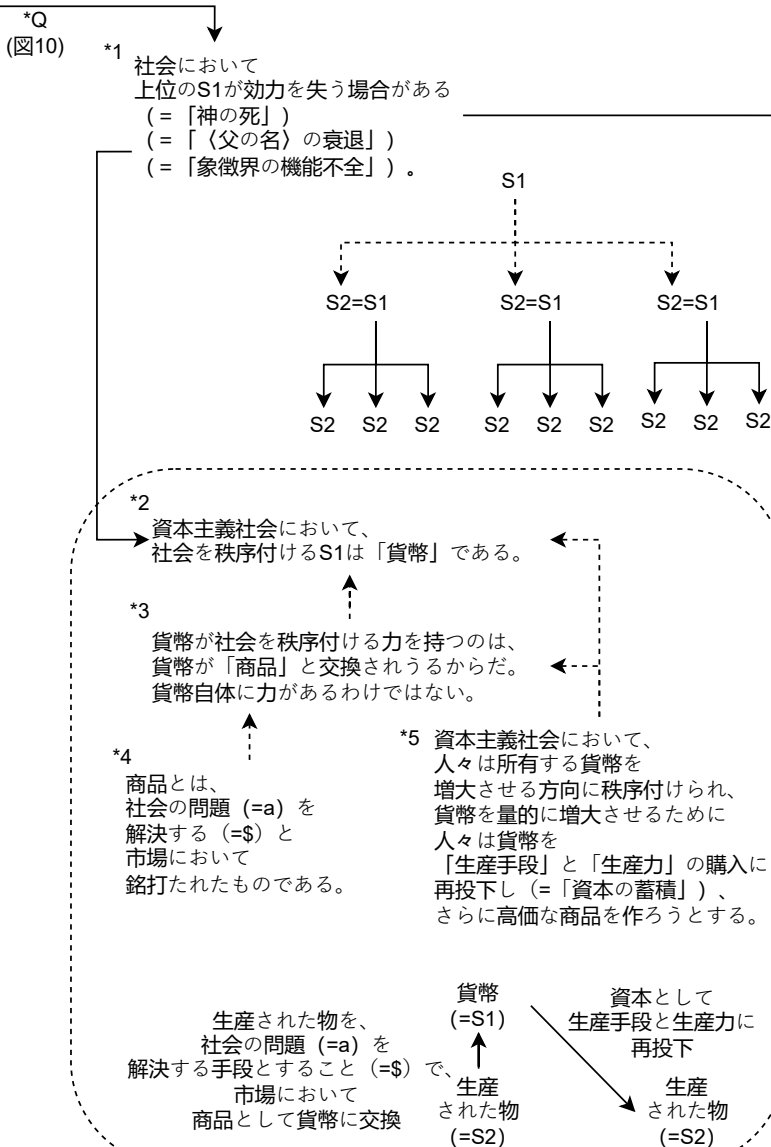 *Q
(図10)
*1
社会において
上位のS1が効力を失う場合がある
(=「神の死」)
(=「〈父の名〉の衰退」)
(=「象徴界の機能不全」)。
S1
S2=S1 S2=S1 S2=S1
S2 S2 S2 S2 S2 S2 S2 S2 S2
*2
資本主義社会において、
社会を秩序付けるS1は「貨幣」である。
*3
貨幣が社会を秩序付ける力を持つのは、
貨幣が「商品」と交換されうるからだ。
貨幣自体に力があるわけではない。
*4
商品とは、
社会の問題(=a)を
解決する(=$)と
市場において
銘打たれたものである。
*5
資本主義社会において、
人々は所有する貨幣を
増大させる方向に秩序付けられ、
貨幣を量的に増大させるために
人々は貨幣を
「生産手段」と「生産力」の購入に
再投下し(=「資本の蓄積」)、
さらに高価な商品を作ろうとする。
生産された物を、
社会の問題(=a)を
解決する手段とすること(=$)で、
市場において
商品として貨幣に交換
貨幣
(=S1)
生産
された物
(=S2)
資本として
生産手段と生産力に
再投下
生産
された物
(=S2)